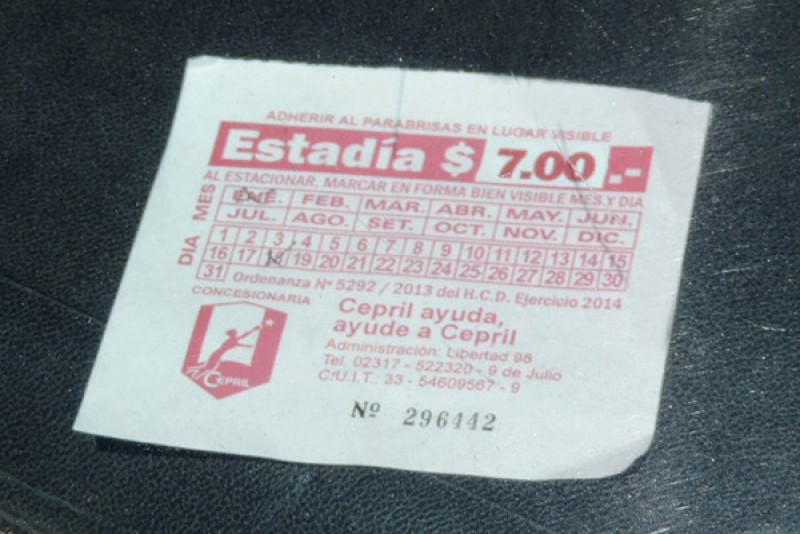 ADHERIR AL PARABRISAS EN LUGAR VISIBLE
Estadía $ 7.00.-
AL ESTACIONAR, MARCAR EN FORMA BIEN VISIBLE MES Y DIA
MES
ENE. FEB. MAR. ABR. MAY. JUN.
JUL. AGO. SET. OCT. NOV. DIC.
DIA
1 2 3 4 5 6 7 8 9 10 11 12 13 14 15
16 17 18 19 20 21 22 23 24 25 26 27 28 29 30
31 Ordenanza Nº 5292 / 2013 del H.C.D. Ejercicio 2014
CONCESIONARIA
CEPRIL
Cepril ayuda,
ayude a Cepril
Administración: Libertad 98
Tel. 02317 - 522320 - 9 de Julio
C.U.I.T.: 33 - 54609567 - 9
Nº 296442